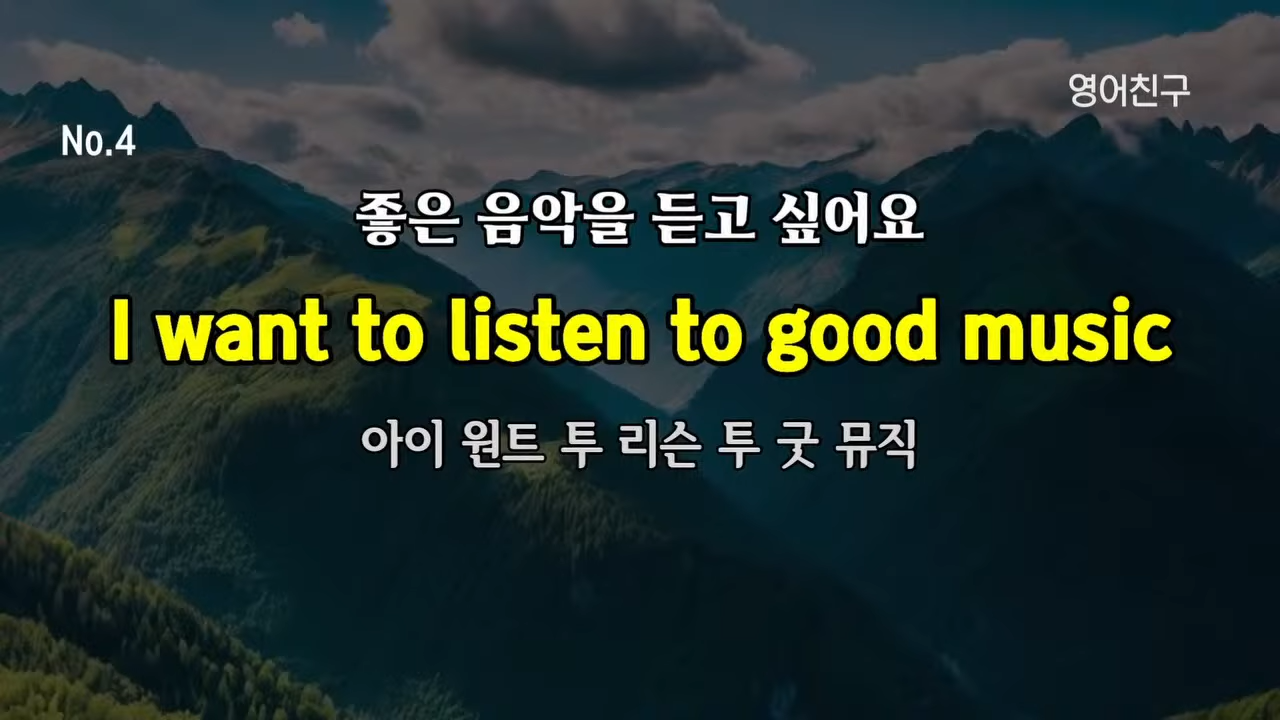 영어친구
No.4
좋은 음악을 듣고 싶어요
I want to listen to good music
아이 원트 투 리슨 투 굿 뮤직